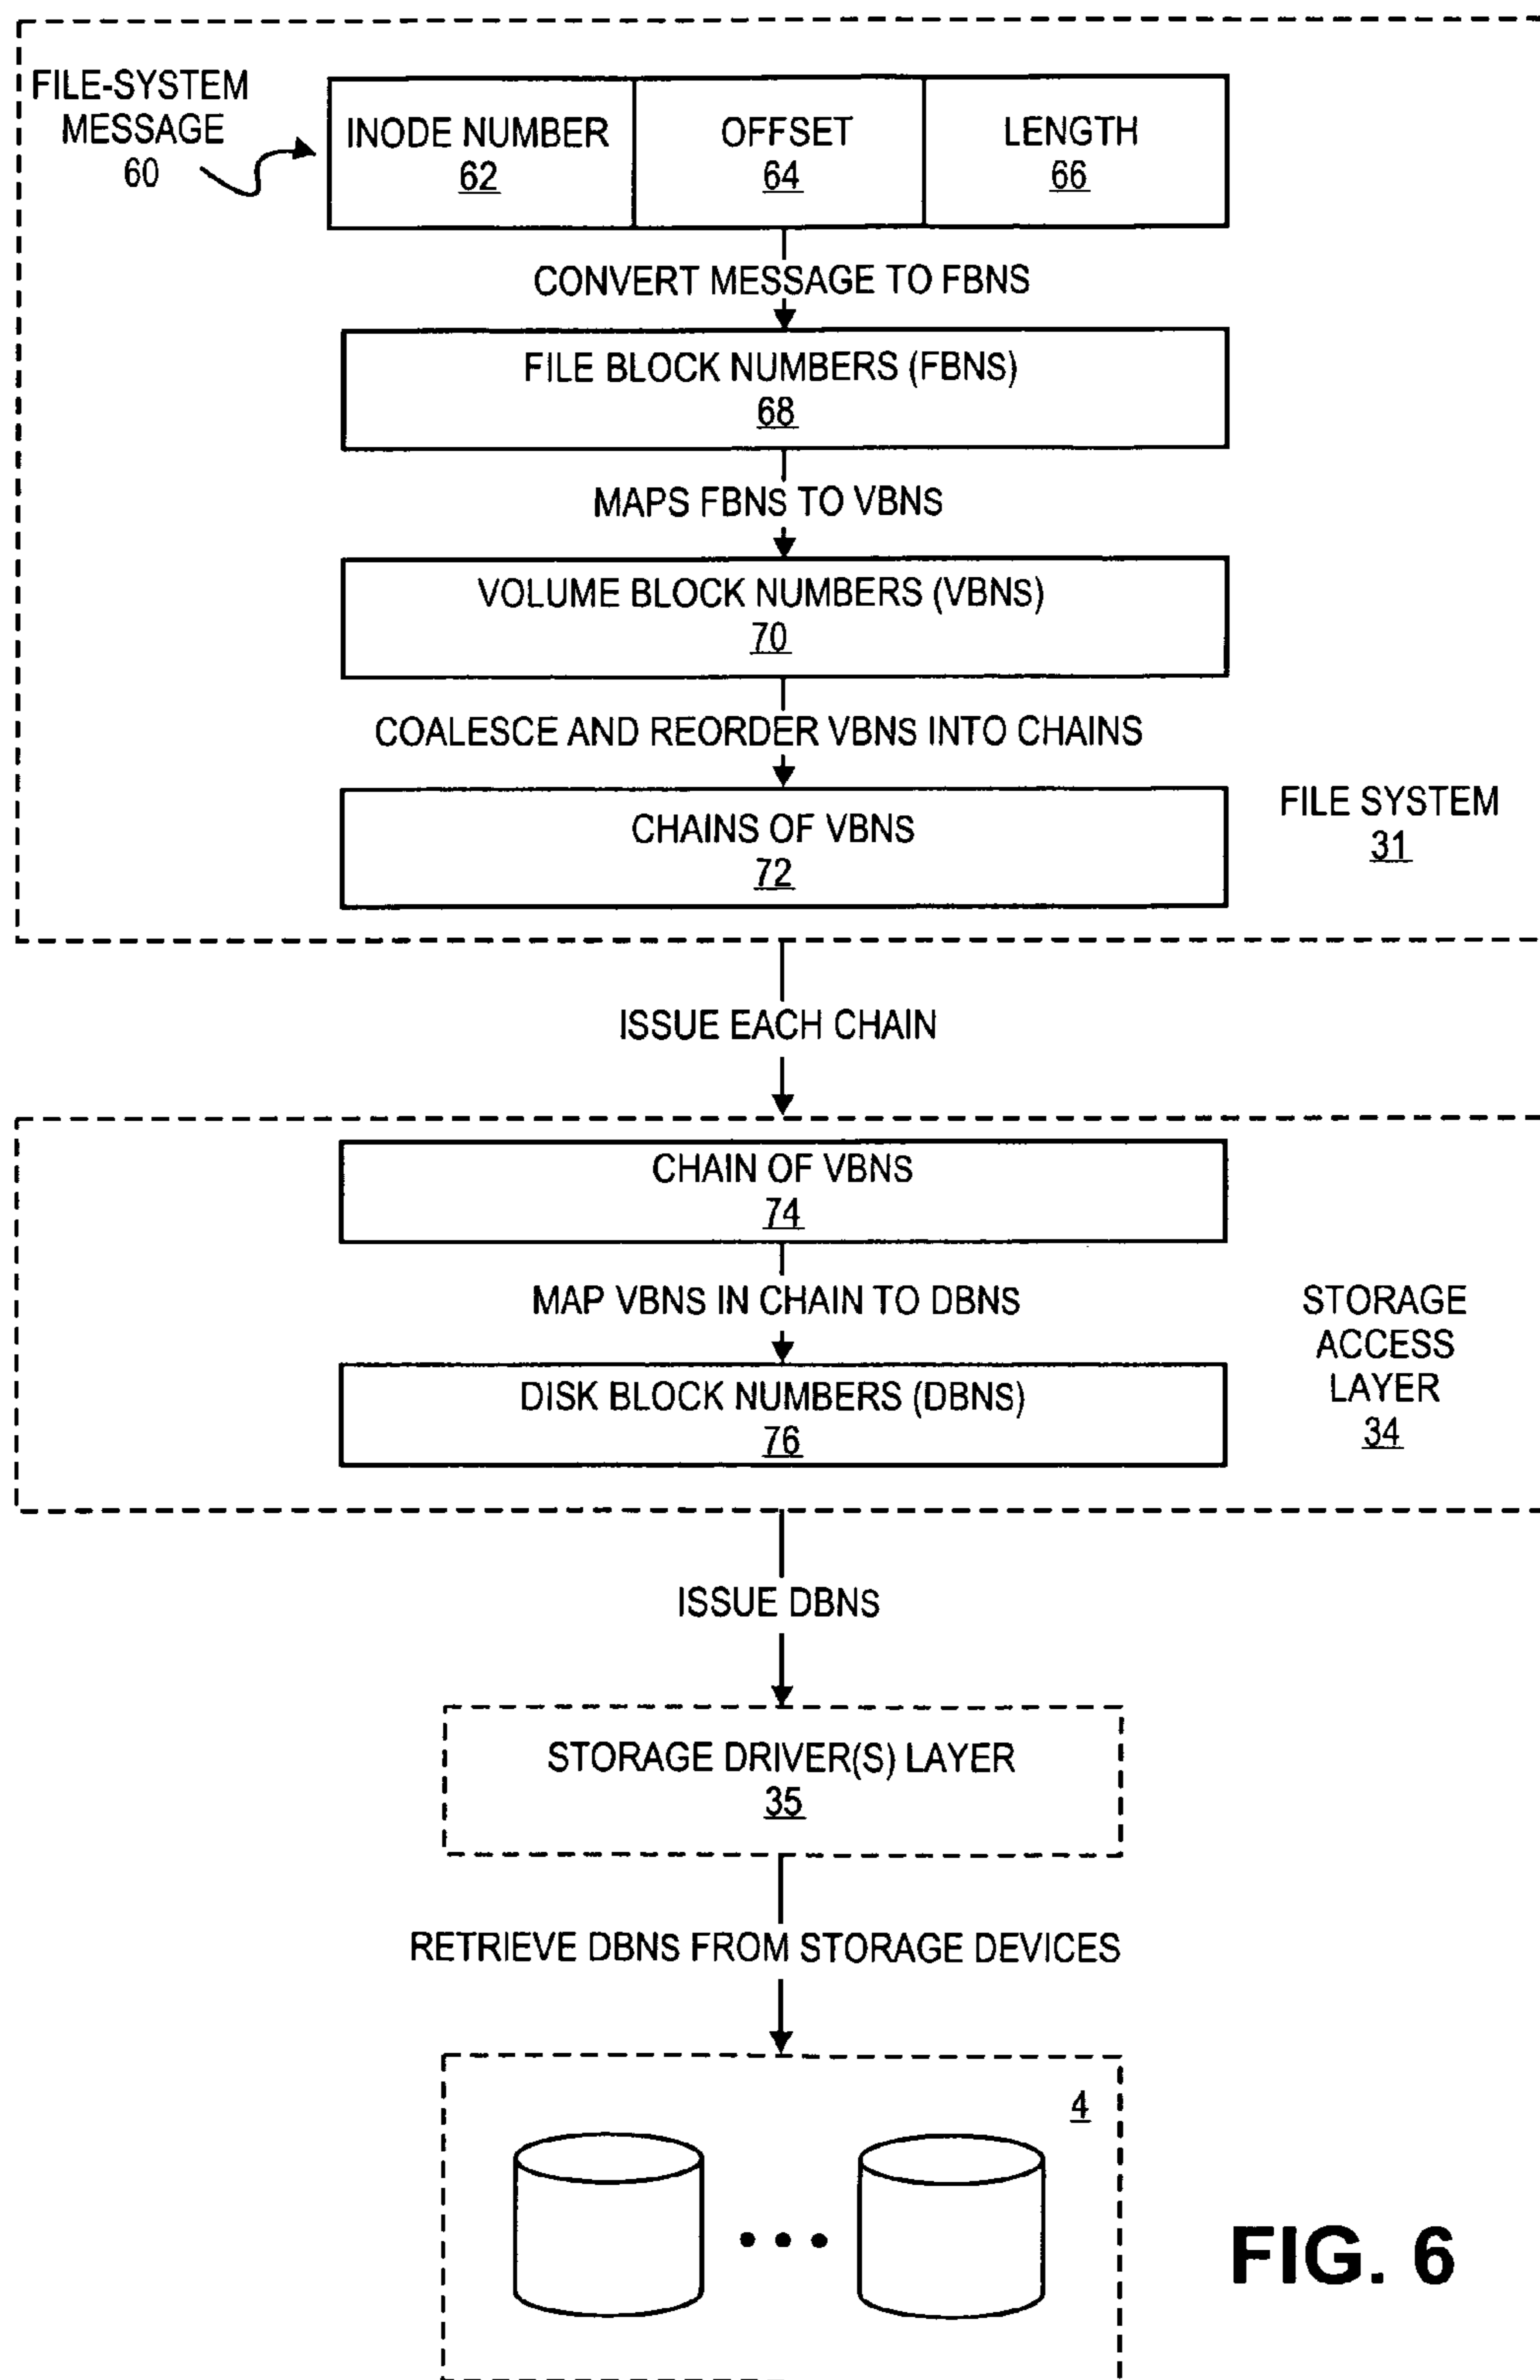 FILE-SYSTEM
MESSAGE
60
INODE NUMBER
62
OFFSET
64
LENGTH
66
CONVERT MESSAGE TO FBNS
FILE BLOCK NUMBERS (FBNS)
68
MAPS FBNS TO VBNS
VOLUME BLOCK NUMBERS (VBNS)
70
COALESCE AND REORDER VBNS INTO CHAINS
CHAINS OF VBNS
72
FILE SYSTEM
31
ISSUE EACH CHAIN
CHAIN OF VBNS
74
MAP VBNS IN CHAIN TO DBNS
DISK BLOCK NUMBERS (DBNS)
76
STORAGE
ACCESS
LAYER
34
ISSUE DBNS
STORAGE DRIVER(S) LAYER
35
RETRIEVE DBNS FROM STORAGE DEVICES
4
FIG. 6